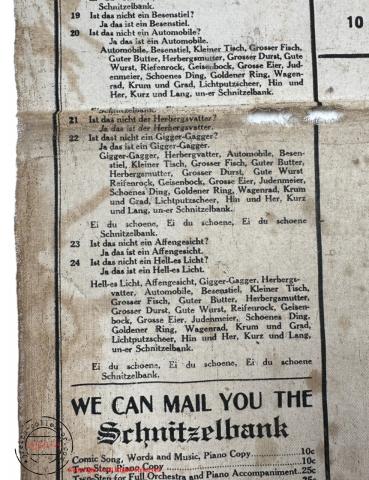 Schnitzelbank.
19 Ist das nicht ein Besenstiel?
Ja das ist ein Besenstiel.
20 Ist das nicht ein Automobile?
Ja das ist ein Automobile.
Automobile, Besenstiel, Kleiner Tisch, Grosser Fisch,
Guter Butter, Herbergsmutter, Grosser Durst, Gute
Wurst, Riefenrock, Geisenbock, Grosse Eier, Juden-
meier, Schoenes Ding, Goldener Ring, Wagen-
rad, Krum und Grad, Lichtputzscheer, Hin und
Her, Kurz und Lang, un-er Schnitzelbank.
10
Schnitzelbank.
21 Ist das nicht der Herbergsvatter?
Ja das ist der Herbergsvatter.
22 Ist dast nicht ein Gigger-Gagger?
Ja das ist ein Gigger-Gagger.
Gigger-Gagger, Herbergvatter, Automobile, Besen-
stiel, Kleiner Tisch, Grosser Fisch, Guter Butter,
Herbergsmutter, Grosser Durst, Gute Wurst
Reifenrock, Geisenbock, Grosse Eier, Judenmeier,
Schoenes Ding, Goldener Ring, Wagenrad, Krum
und Grad, Lichtputzscheer, Hin und Her, Kurz
und Lang, un-er Schnitzelbank.
Ei du schoene, Ei du schoene, Ei du schoene
Schnitzelbank.
23 Ist das nicht ein Affengesicht?
Ja das ist ein Affengesicht.
24 Ist das nicht ein Hell-es Licht?
Ja das ist ein Hell-es Licht.
Hell-es Licht, Affengesicht, Gigger-Gagger, Herbergs-
vatter, Automobile, Besenstiel, Kleiner Tisch,
Grosser Fisch, Guter Butter, Herbergsmutter,
Grosser Durst, Gute Wurst, Reifenrock, Geisen-
bock, Grosse Eier, Judenmeier, Schoenes Ding,
Goldener Ring, Wagenrad, Krum und Grad,
Lichtputzscheer, Hin und Her, Kurz und Lang,
un-er Schnitzelbank.
Ei du schoene, Ei du schoene, Ei du schoene
Schnitzelbank.
WE CAN MAIL YOU THE
Schnitzelbank
Comic Song, Words and Music, Piano Copy 10c
Two-Step, Piano Copy 10c
Two-Step for Full Orchestra and Piano Accompaniment 25c